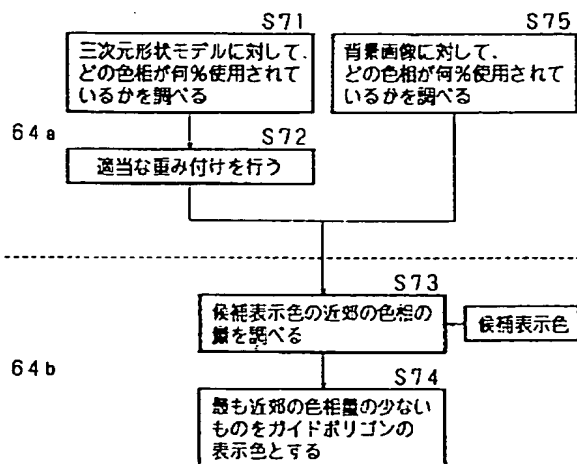 S71
三次元形状モデルに対して、
どの色相が何%使用されて
いるかを調べる
S75
背景画像に対して、
どの色相が何%使用されて
いるかを調べる
64a
S72
適当な重み付けを行う
S73
候補表示色の近郊の色相の
量を調べる
候補表示色
64b
S74
最も近郊の色相量の少ない
ものをガイドポリゴンの
表示色とする